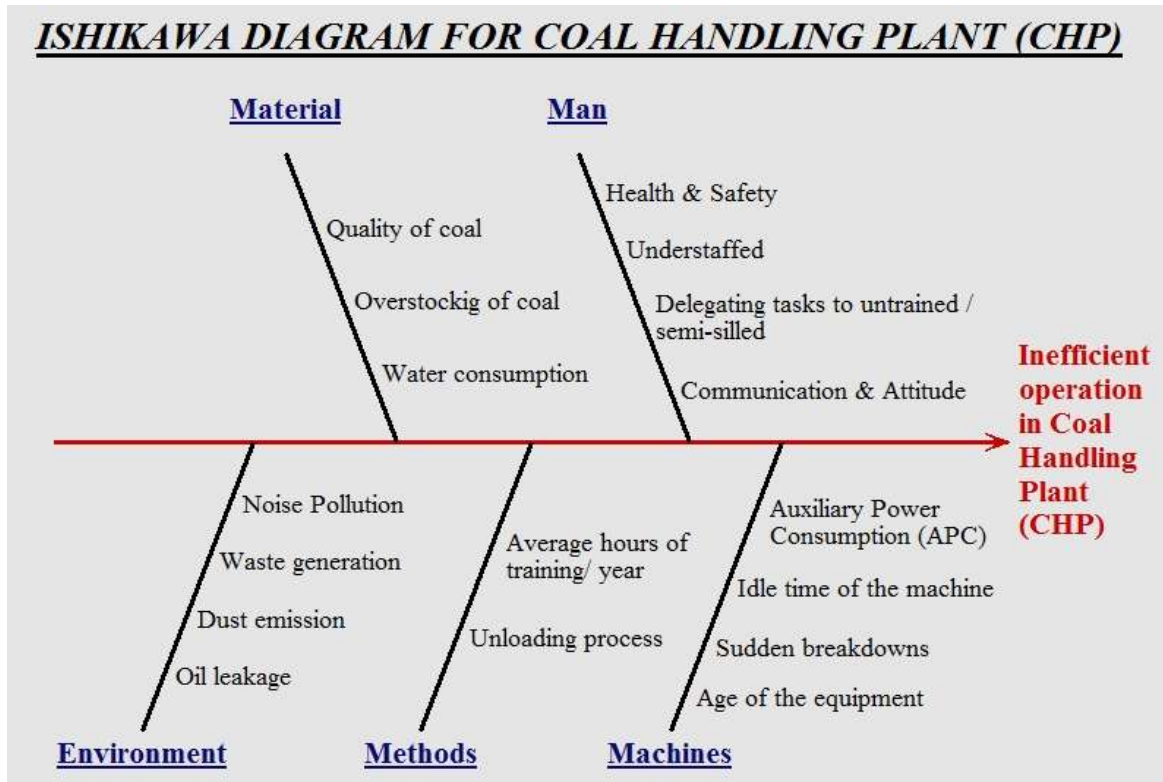 ISHIKAWA DIAGRAM FOR COAL HANDLING PLANT (CHP)
Material
Man
Health & Safety
Quality of coal
Understaffed
Overstockig of coal
Delegating tasks to untrained /
semi-silled
Water consumption
Communication & Attitude
Inefficient
operation
in Coal
Handling
Plant
(CHP)
Noise Pollution
Waste generation
Dust emission
Oil leakage
Average hours of
training/ year
Unloading process
Auxiliary Power
Consumption (APC)
Idle time of the machine
Sudden breakdowns
Age of the equipment
Environment
Methods
Machines